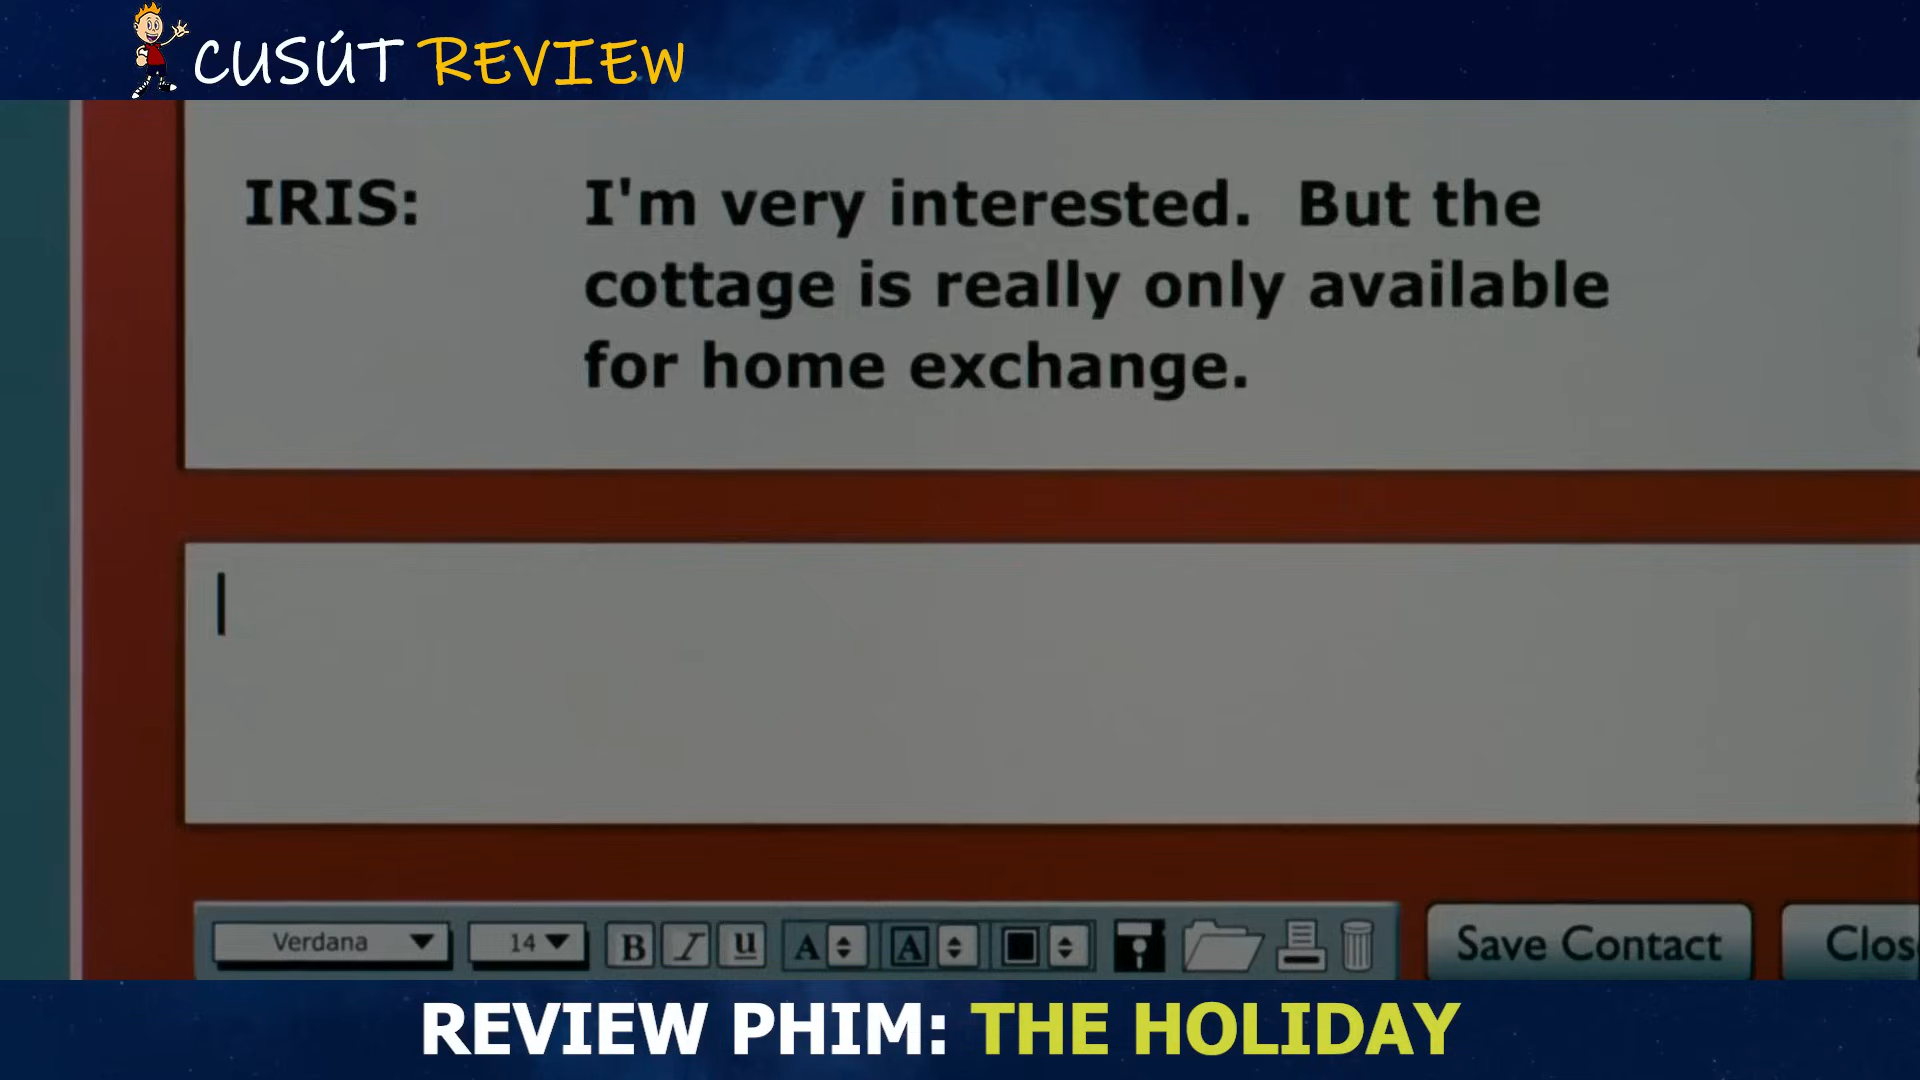 CUSÚT REVIEW
IRIS: I'm very interested. But the
cottage is really only available
for home exchange.
Verdana 14 B I u A A Save Contact Clos
REVIEW PHIM: THE HOLIDAY